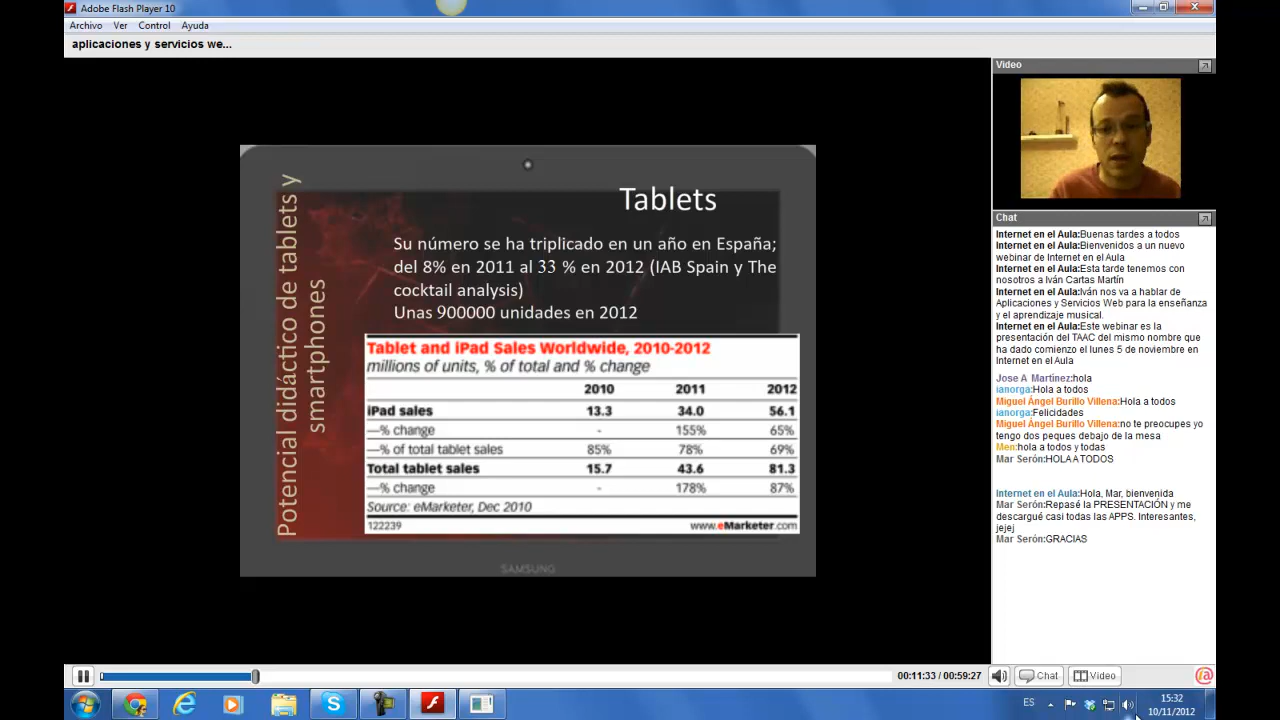 Adobe Flash Player 10
Archivo Ver Control Ayuda
aplicaciones y servicios we...
Potencial didáctico de tablets y
smartphones
Tablets
Su número se ha triplicado en un año en España;
del 8% en 2011 al 33 % en 2012 (IAB Spain y The
cocktail analysis)
Unas 900000 unidades en 2012
Tablet and iPad Sales Worldwide, 2010-2012
millions of units, % of total and % change
2010 2011 2012
iPad sales 13.3 34.0 56.1
—% change - 155% 65%
—% of total tablet sales 85% 78% 69%
Total tablet sales 15.7 43.6 81.3
—% change - 178% 87%
Source: eMarketer, Dec 2010
122239 www.eMarketer.com
SAMSUNG
Video
Chat
Internet en el Aula:Buenas tardes a todos
Internet en el Aula:Bienvenidos a un nuevo
webinar de Internet en el Aula
Internet en el Aula:Esta tarde tenemos con
nosotros a Iván Cartas Martín
Internet en el Aula:Iván nos va a hablar de
Aplicaciones y Servicios Web para la enseñanza
y el aprendizaje musical.
Internet en el Aula:Este webinar es la
presentación del TAAC del mismo nombre que
ha dado comienzo el lunes 5 de noviembre en
Internet en el Aula
Jose A Martínez:hola
ianorga:Hola a todos
Miguel Ángel Burillo Villena:Hola a todos
ianorga:Felicidades
Miguel Ángel Burillo Villena:no te preocupes yo
tengo dos peques debajo de la mesa
Men:hola a todos y todas
Mar Serón:HOLA A TODOS
Internet en el Aula:Hola, Mar, bienvenida
Mar Serón:Repasé la PRESENTACIÓN y me
descargué casi todas las APPS. Interesantes,
jejej
Mar Serón:GRACIAS
00:11:33 / 00:59:27
Chat
Video
ES
15:32
10/11/2012